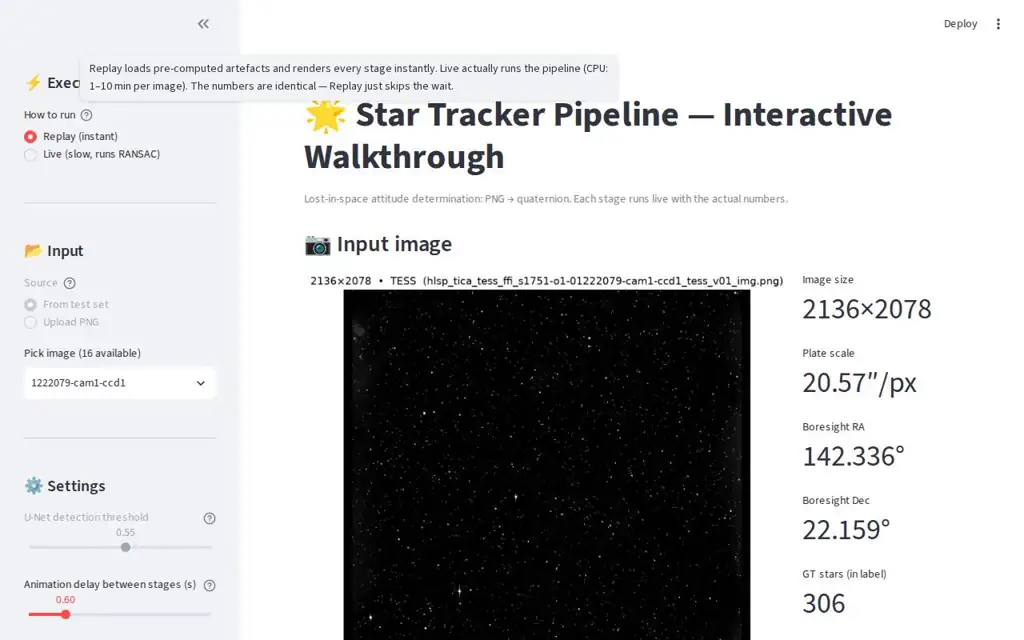 Deploy
Replay loads pre-computed artefacts and renders every stage instantly. Live actually runs the pipeline (CPU:
1–10 min per image). The numbers are identical — Replay just skips the wait.
⚡ Exec
How to run
Replay (instant)
Live (slow, runs RANSAC)
📂 Input
Source
From test set
Upload PNG
Pick image (16 available)
1222079-cam1-ccd1
⚙️ Settings
U-Net detection threshold
0.55
Animation delay between stages (s)
0.60
🌟 Star Tracker Pipeline — Interactive
Walkthrough
Lost-in-space attitude determination: PNG → quaternion. Each stage runs live with the actual numbers.
📷 Input image
2136×2078 • TESS (hlsp_tica_tess_ffi_s1751-o1-01222079-cam1-ccd1_tess_v01_img.png)
Image size
2136×2078
Plate scale
20.57″/px
Boresight RA
142.336°
Boresight Dec
22.159°
GT stars (in label)
306